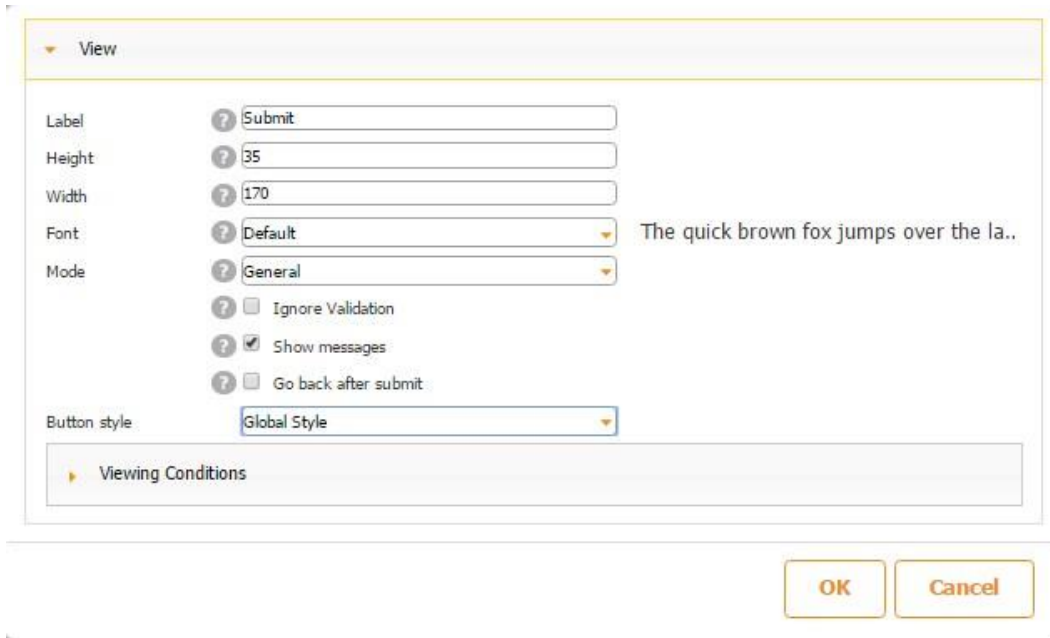 View
Label ? Submit
Height ? 35
Width ? 170
Font ? Default The quick brown fox jumps over the la..
Mode ? General
? Ignore Validation
? Show messages
? Go back after submit
Button style Global Style
Viewing Conditions
OK Cancel